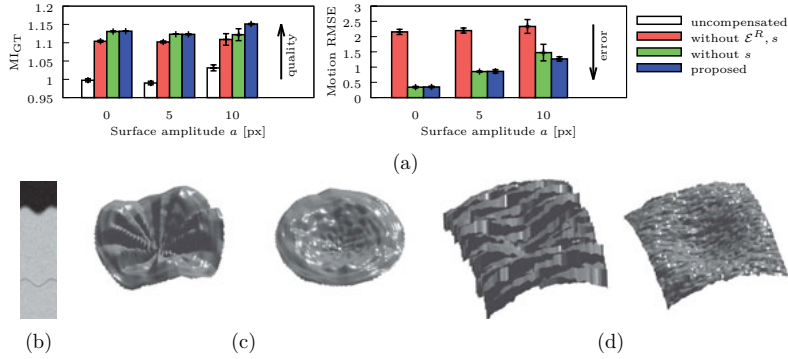 MI_GT
1.2
1.15
1.1
1.05
1
0.95
0 5 10
Surface amplitude a [px]
quality
Motion RMSE
3
2.5
2
1.5
1
0.5
0
0 5 10
Surface amplitude a [px]
error
uncompensated
without ℰ^R, s
without s
proposed
(a)
(b) (c) (d)